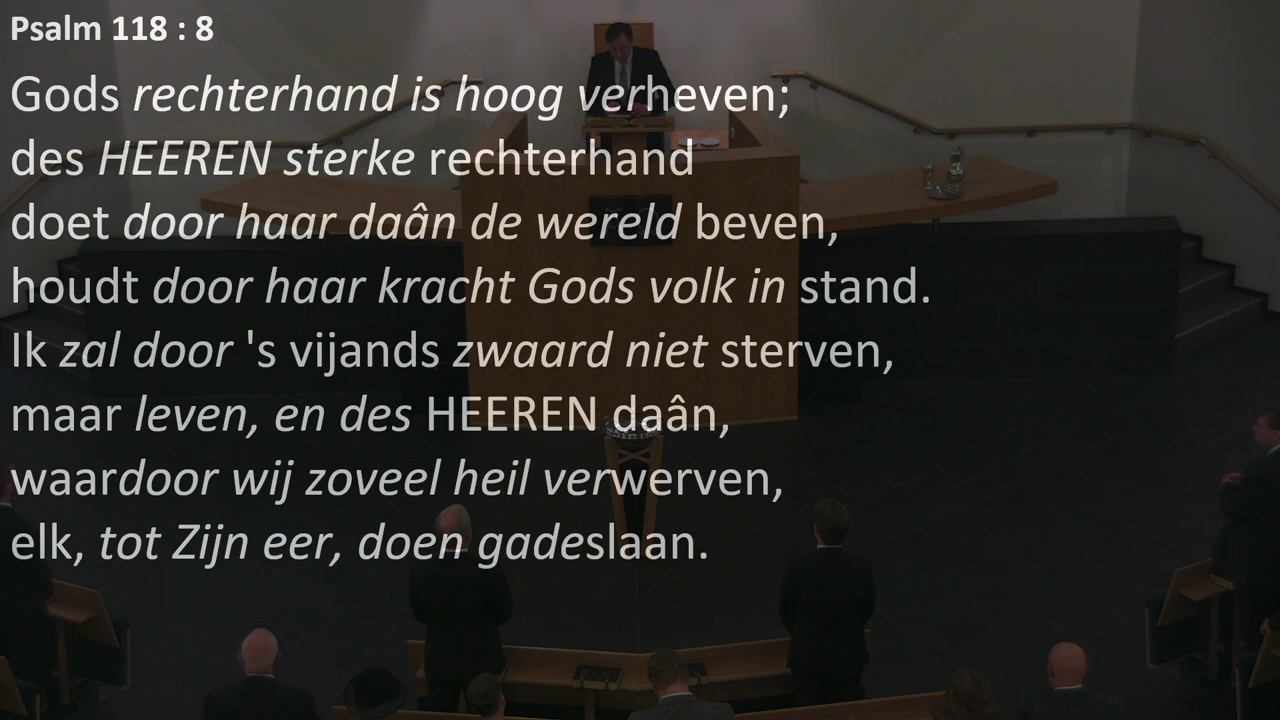 Psalm 118 : 8
Gods rechterhand is hoog verheven;
des HEEREN sterke rechterhand
doet door haar daân de wereld beven,
houdt door haar kracht Gods volk in stand.
Ik zal door 's vijands zwaard niet sterven,
maar leven, en des HEEREN daân,
waardoor wij zoveel heil verwerven,
elk, tot Zijn eer, doen gadeslaan.